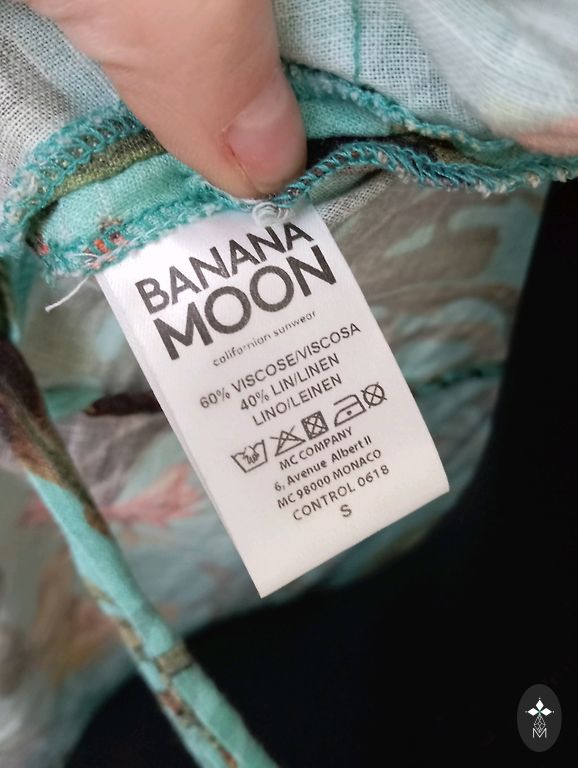 BANANA
MOON
californian sunwear
60% VISCOSE/VISCOSA
40% LIN/LINEN
LINO/LEINEN
MC COMPANY
6, Avenue Albert II
MC 98000 MONACO
CONTROL 0618
S
M